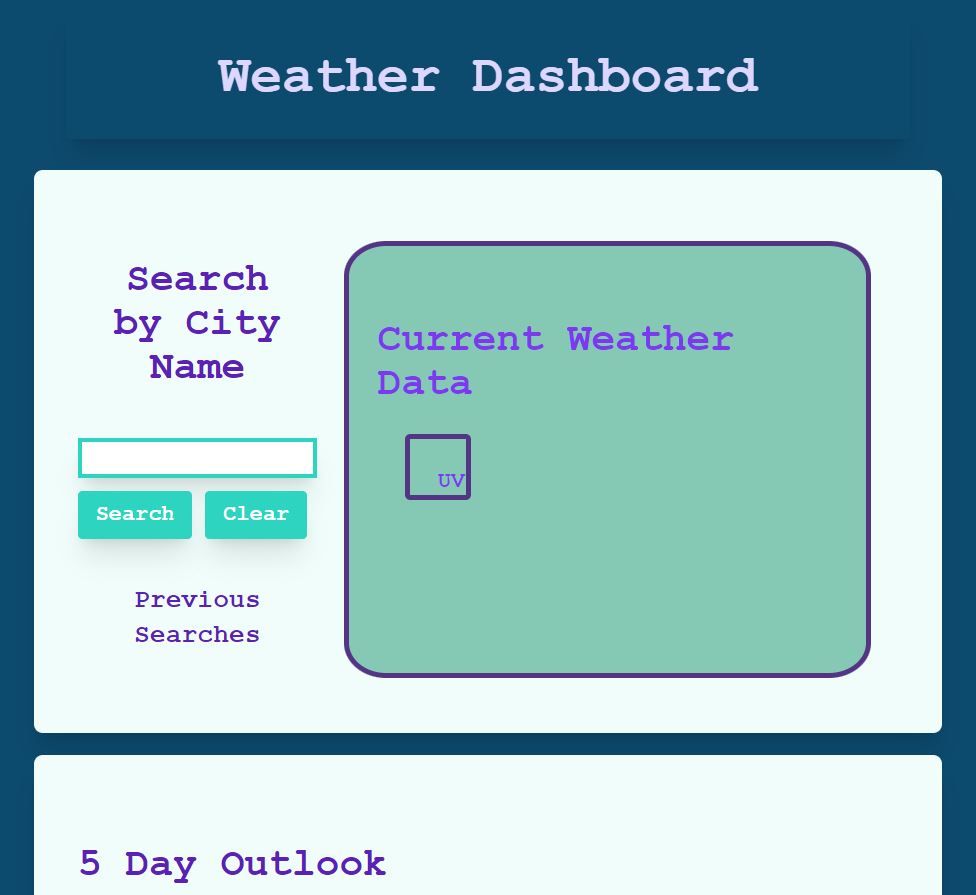 Weather Dashboard
Search
by City
Name
Search
Clear
Previous
Searches
Current Weather
Data
UV
5 Day Outlook